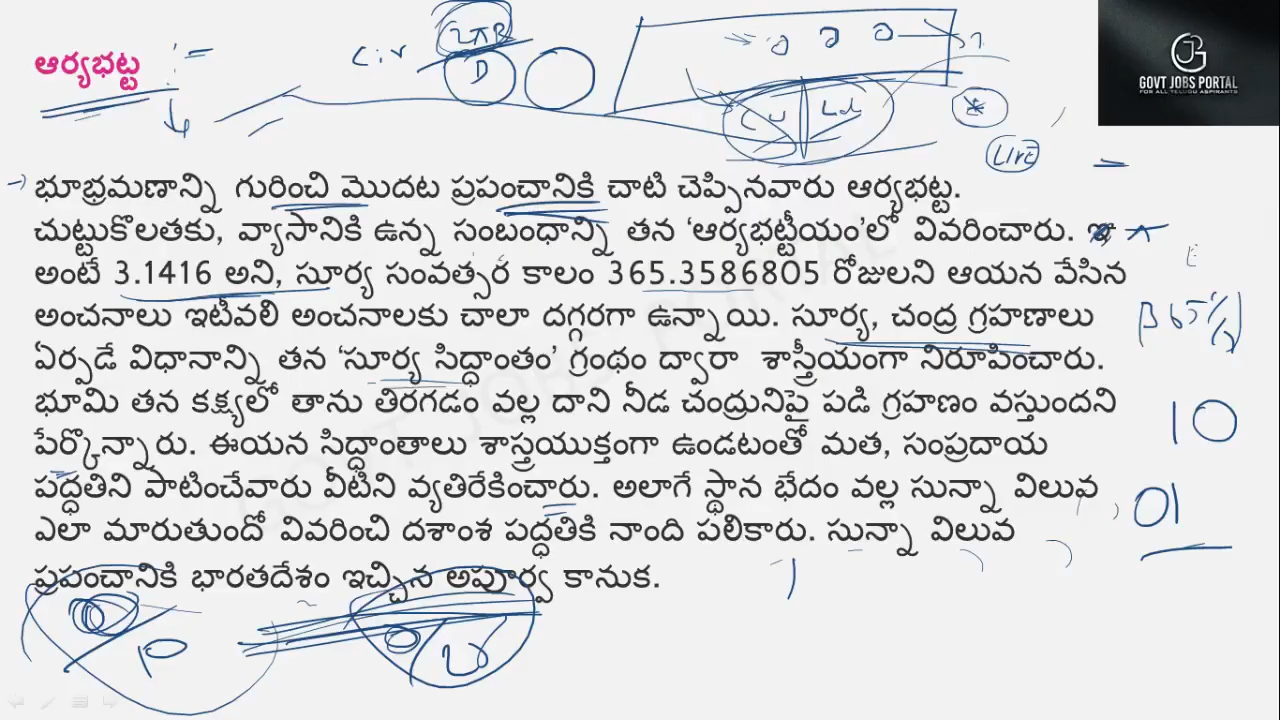 ఆర్యభట్ట
Cir 2πR
D
GOVT JOBS PORTAL
FOR ALL TELUGU ASPIRANTS
LIVE
భూభ్రమణాన్ని గురించి మొదట ప్రపంచానికి చాటి చెప్పినవారు ఆర్యభట్ట.
చుట్టుకొలతకు, వ్యాసానికి ఉన్న సంబంధాన్ని తన ‘ఆర్యభట్టీయం’లో వివరించారు.
అంటే 3.1416 అని, సూర్య సంవత్సర కాలం 365.3586805 రోజులని ఆయన వేసిన
అంచనాలు ఇటీవలి అంచనాలకు చాలా దగ్గరగా ఉన్నాయి. సూర్య, చంద్ర గ్రహణాలు
ఏర్పడే విధానాన్ని తన ‘సూర్య సిద్ధాంతం’ గ్రంథం ద్వారా శాస్త్రీయంగా నిరూపించారు.
భూమి తన కక్ష్యలో తాను తిరగడం వల్ల దాని నీడ చంద్రునిపై పడి గ్రహణం వస్తుందని
పేర్కొన్నారు. ఈయన సిద్ధాంతాలు శాస్త్రయుక్తంగా ఉండటంతో మత, సంప్రదాయ
పద్ధతిని పాటించేవారు వీటిని వ్యతిరేకించారు. అలాగే స్థాన భేదం వల్ల సున్నా విలువ
ఎలా మారుతుందో వివరించి దశాంశ పద్ధతికి నాంది పలికారు. సున్నా విలువ
ప్రపంచానికి భారతదేశం ఇచ్చిన అపూర్వ కానుక.
10
01